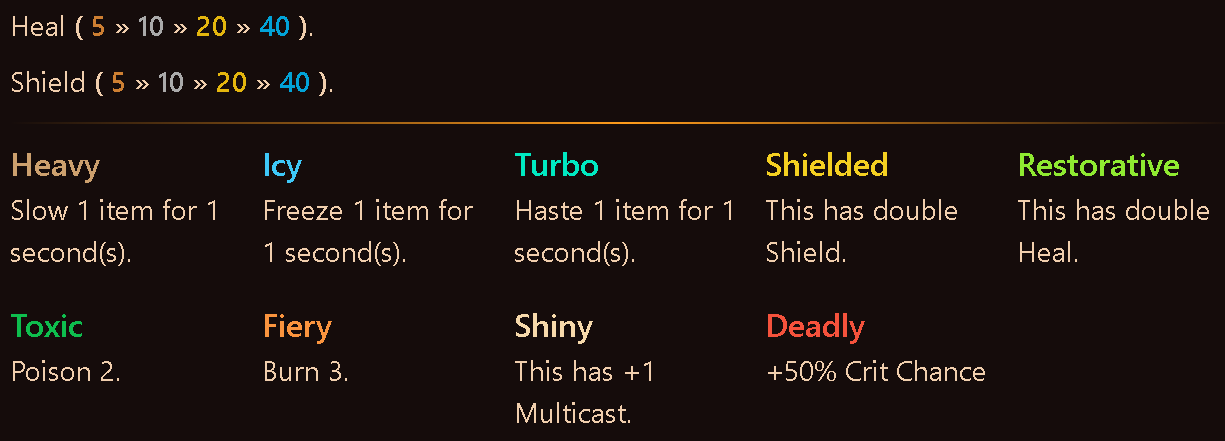 Heal ( 5 » 10 » 20 » 40 ).
Shield ( 5 » 10 » 20 » 40 ).
Heavy
Slow 1 item for 1
second(s).
Icy
Freeze 1 item for
1 second(s).
Turbo
Haste 1 item for 1
second(s).
Shielded
This has double
Shield.
Restorative
This has double
Heal.
Toxic
Poison 2.
Fiery
Burn 3.
Shiny
This has +1
Multicast.
Deadly
+50% Crit Chance